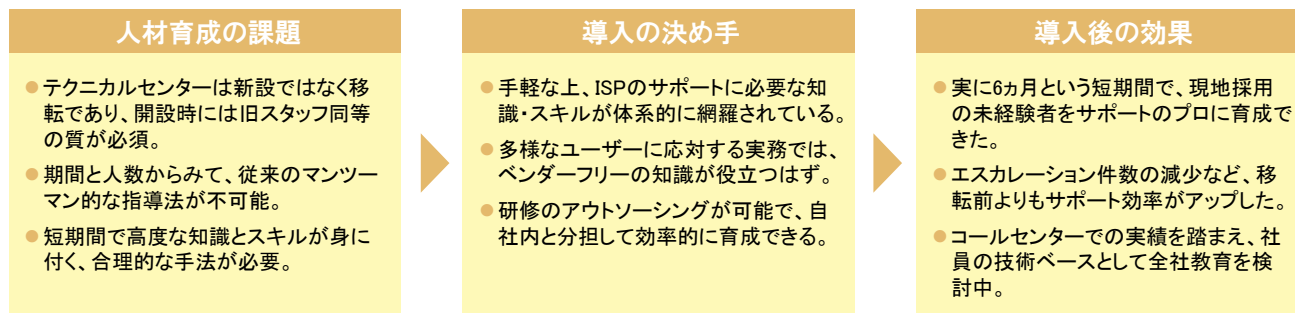 人材育成の課題
●テクニカルセンターは新設ではなく移
転であり、開設時には旧スタッフ同等
の質が必須。
●期間と人数からみて、従来のマンツー
マン的な指導法が不可能。
●短期間で高度な知識とスキルが身に
付く、合理的な手法が必要。
導入の決め手
●手軽な上、ISPのサポートに必要な知
識・スキルが体系的に網羅されている。
●多様なユーザーに応対する実務では、
ベンダーフリーの知識が役立つはず。
●研修のアウトソーシングが可能で、自
社内と分担して効率的に育成できる。
導入後の効果
●実に6ヵ月という短期間で、現地採用
の未経験者をサポートのプロに育成で
きた。
●エスカレーション件数の減少など、移
転前よりもサポート効率がアップした。
●コールセンターでの実績を踏まえ、社
員の技術ベースとして全社教育を検
討中。